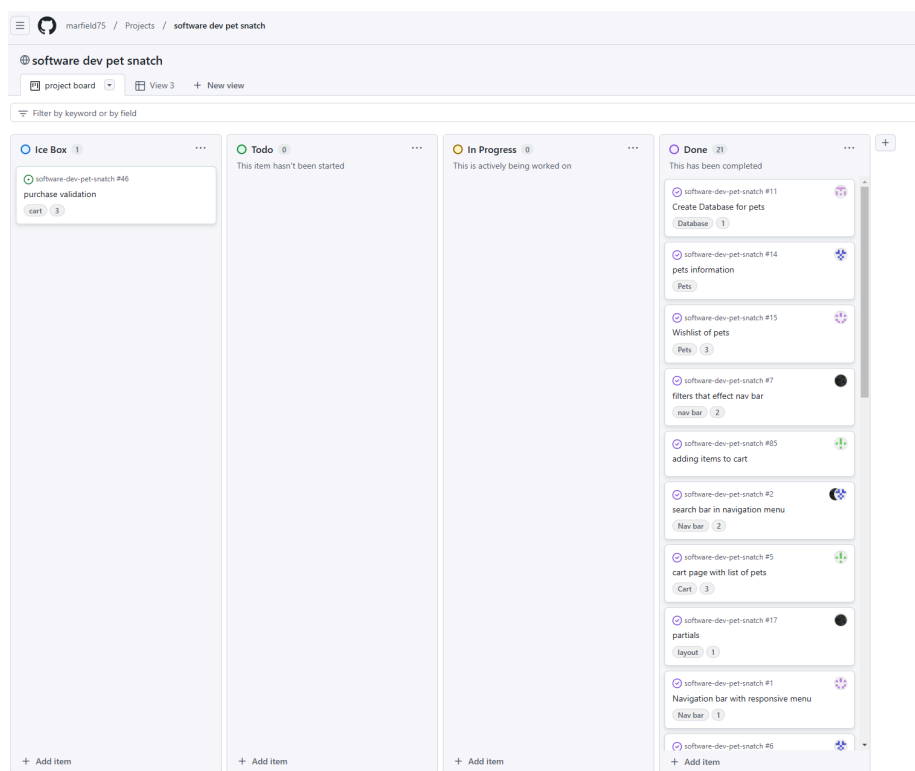 marfield75 / Projects / software dev pet snatch
software dev pet snatch
project board View 3 + New view
Filter by keyword or by field
Ice Box 1 ...
software-dev-pet-snatch #46
purchase validation
cart 3
+ Add item
Todo 0 ...
This item hasn't been started
+ Add item
In Progress 0 ...
This is actively being worked on
+ Add item
Done 21 ...
This has been completed
software-dev-pet-snatch #11
Create Database for pets
Database 1
software-dev-pet-snatch #14
pets information
Pets
software-dev-pet-snatch #15
Wishlist of pets
Pets 3
software-dev-pet-snatch #7
filters that effect nav bar
nav bar 2
software-dev-pet-snatch #85
adding items to cart
software-dev-pet-snatch #2
search bar in navigation menu
Nav bar 2
software-dev-pet-snatch #5
cart page with list of pets
Cart 3
software-dev-pet-snatch #17
partials
layout 1
software-dev-pet-snatch #1
Navigation bar with responsive menu
Nav bar 1
software-dev-pet-snatch #6
+ Add item
+